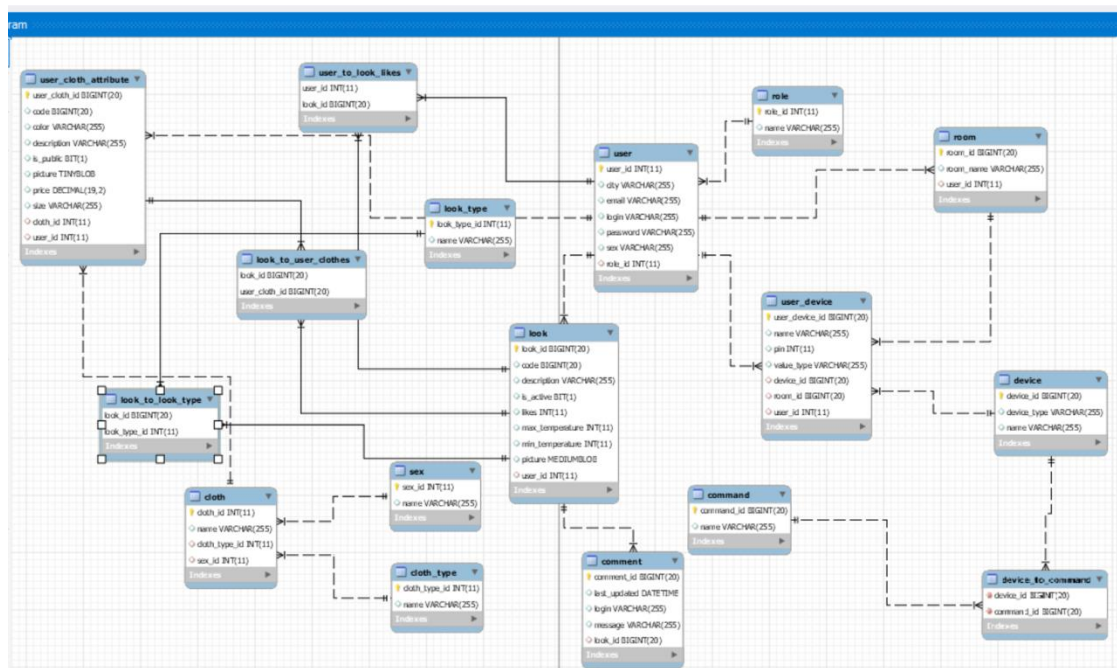 ram
user_cloth_attribute
user_cloth_id BIGINT(20)
code BIGINT(20)
color VARCHAR(255)
description VARCHAR(255)
is_public BIT(1)
picture TINYBLOB
price DECIMAL(19,2)
size VARCHAR(255)
cloth_id INT(11)
user_id INT(11)
Indexes
user_to_look_likes
user_id INT(11)
look_id BIGINT(20)
Indexes
role
role_id INT(11)
name VARCHAR(255)
Indexes
room
room_id BIGINT(20)
room_name VARCHAR(255)
user_id INT(11)
Indexes
user
user_id INT(11)
city VARCHAR(255)
email VARCHAR(255)
login VARCHAR(255)
password VARCHAR(255)
sex VARCHAR(255)
role_id INT(11)
Indexes
look_type
look_type_id INT(11)
name VARCHAR(255)
Indexes
look_to_user_clothes
look_id BIGINT(20)
user_cloth_id BIGINT(20)
Indexes
user_device
user_device_id BIGINT(20)
name VARCHAR(255)
pin INT(11)
value_type VARCHAR(255)
device_id BIGINT(20)
room_id BIGINT(20)
user_id INT(11)
Indexes
look
look_id BIGINT(20)
code BIGINT(20)
description VARCHAR(255)
is_active BIT(1)
likes INT(11)
max_temperature INT(11)
min_temperature INT(11)
picture MEDIUMBLOB
user_id INT(11)
Indexes
device
device_id BIGINT(20)
device_type VARCHAR(255)
name VARCHAR(255)
Indexes
look_to_look_type
look_id BIGINT(20)
look_type_id INT(11)
Indexes
sex
sex_id INT(11)
name VARCHAR(255)
Indexes
cloth
cloth_id INT(11)
name VARCHAR(255)
cloth_type_id INT(11)
sex_id INT(11)
Indexes
command
command_id BIGINT(20)
name VARCHAR(255)
Indexes
cloth_type
cloth_type_id INT(11)
name VARCHAR(255)
Indexes
comment
comment_id BIGINT(20)
last_updated DATETIME
login VARCHAR(255)
message VARCHAR(255)
look_id BIGINT(20)
Indexes
device_to_command
device_id BIGINT(20)
command_id BIGINT(20)
Indexes